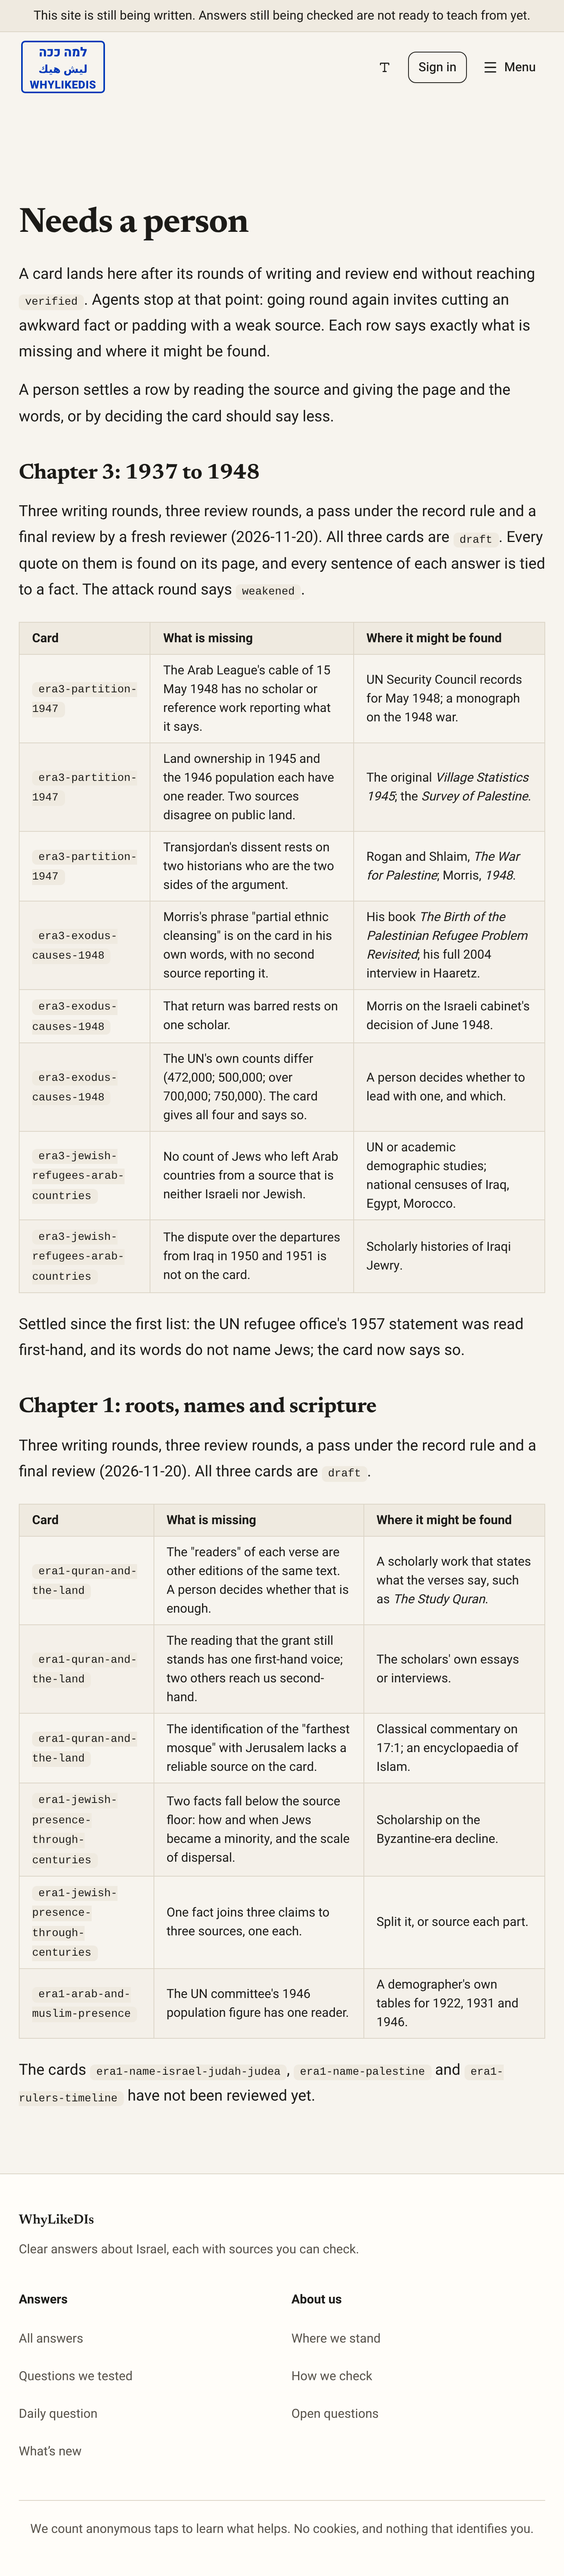 This site is still being written. Answers still being checked are not ready to teach from yet.
למה ככה
ليش هيك
WHYLIKEDIS
T
Sign in
Menu
Needs a person
A card lands here after its rounds of writing and review end without reaching
verified . Agents stop at that point: going round again invites cutting an
awkward fact or padding with a weak source. Each row says exactly what is
missing and where it might be found.
A person settles a row by reading the source and giving the page and the
words, or by deciding the card should say less.
Chapter 3: 1937 to 1948
Three writing rounds, three review rounds, a pass under the record rule and a
final review by a fresh reviewer (2026-11-20). All three cards are draft . Every
quote on them is found on its page, and every sentence of each answer is tied
to a fact. The attack round says weakened .
Card
What is missing
Where it might be found
era3-partition-
1947
The Arab League's cable of 15
May 1948 has no scholar or
reference work reporting what
it says.
UN Security Council records
for May 1948; a monograph
on the 1948 war.
era3-partition-
1947
Land ownership in 1945 and
the 1946 population each have
one reader. Two sources
disagree on public land.
The original Village Statistics
1945; the Survey of Palestine.
era3-partition-
1947
Transjordan's dissent rests on
two historians who are the two
sides of the argument.
Rogan and Shlaim, The War
for Palestine; Morris, 1948.
era3-exodus-
causes-1948
Morris's phrase "partial ethnic
cleansing" is on the card in his
own words, with no second
source reporting it.
His book The Birth of the
Palestinian Refugee Problem
Revisited; his full 2004
interview in Haaretz.
era3-exodus-
causes-1948
That return was barred rests on
one scholar.
Morris on the Israeli cabinet's
decision of June 1948.
era3-exodus-
causes-1948
The UN's own counts differ
(472,000; 500,000; over
700,000; 750,000). The card
gives all four and says so.
A person decides whether to
lead with one, and which.
era3-jewish-
refugees-arab-
countries
No count of Jews who left Arab
countries from a source that is
neither Israeli nor Jewish.
UN or academic
demographic studies;
national censuses of Iraq,
Egypt, Morocco.
era3-jewish-
refugees-arab-
countries
The dispute over the departures
from Iraq in 1950 and 1951 is
not on the card.
Scholarly histories of Iraqi
Jewry.
Settled since the first list: the UN refugee office's 1957 statement was read
first-hand, and its words do not name Jews; the card now says so.
Chapter 1: roots, names and scripture
Three writing rounds, three review rounds, a pass under the record rule and a
final review (2026-11-20). All three cards are draft .
Card
What is missing
Where it might be found
era1-quran-and-
the-land
The "readers" of each verse are
other editions of the same text.
A person decides whether that is
enough.
A scholarly work that states
what the verses say, such
as The Study Quran.
era1-quran-and-
the-land
The reading that the grant still
stands has one first-hand voice;
two others reach us second-
hand.
The scholars' own essays
or interviews.
era1-quran-and-
the-land
The identification of the "farthest
mosque" with Jerusalem lacks a
reliable source on the card.
Classical commentary on
17:1; an encyclopaedia of
Islam.
era1-jewish-
presence-
through-
centuries
Two facts fall below the source
floor: how and when Jews
became a minority, and the scale
of dispersal.
Scholarship on the
Byzantine-era decline.
era1-jewish-
presence-
through-
centuries
One fact joins three claims to
three sources, one each.
Split it, or source each part.
era1-arab-and-
muslim-presence
The UN committee's 1946
population figure has one reader.
A demographer's own
tables for 1922, 1931 and
1946.
The cards era1-name-israel-judah-judea , era1-name-palestine and era1-
rulers-timeline have not been reviewed yet.
WhyLikeDIs
Clear answers about Israel, each with sources you can check.
Answers
About us
All answers
Where we stand
Questions we tested
How we check
Daily question
Open questions
What's new
We count anonymous taps to learn what helps. No cookies, and nothing that identifies you.